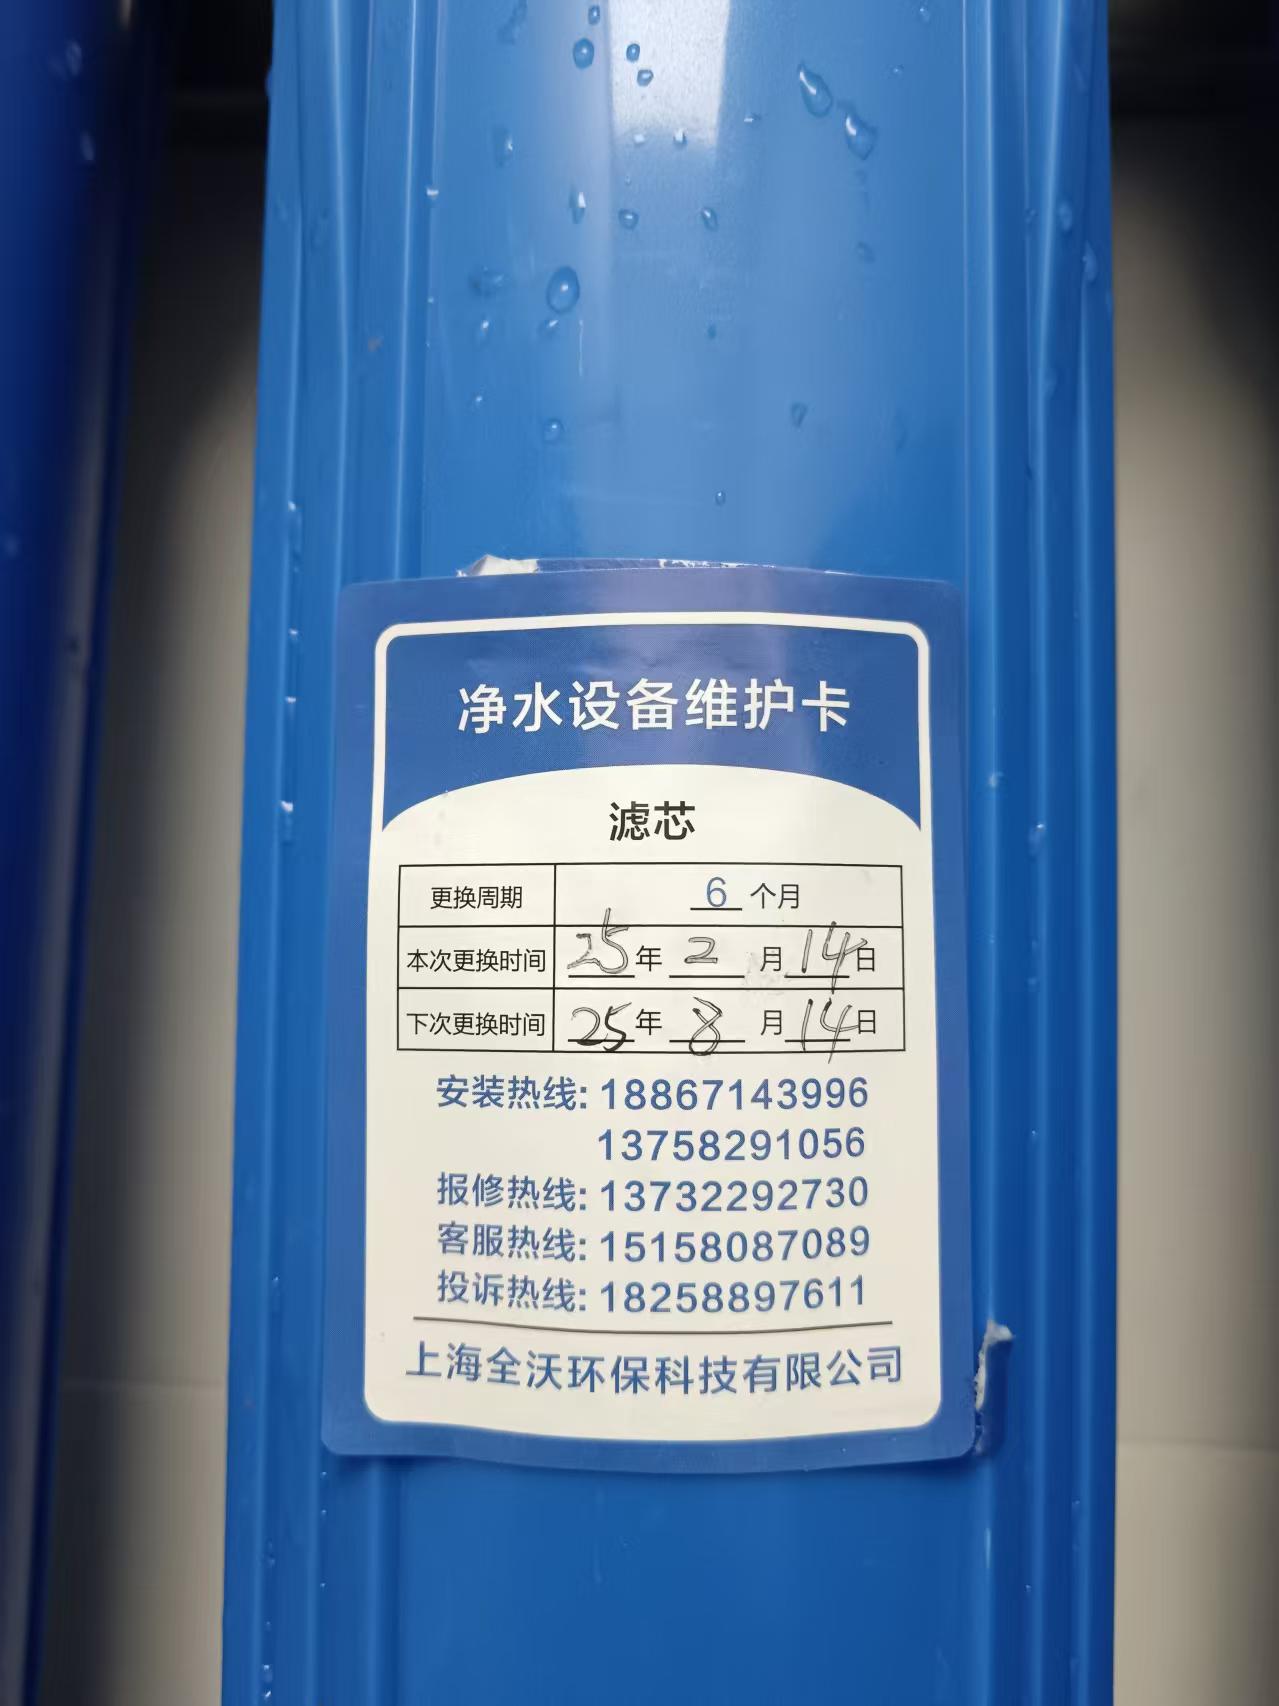 净水设备维护卡
滤芯
更换周期 6 个月
本次更换时间 25 年 2 月 14 日
下次更换时间 25 年 8 月 14 日
安装热线: 18867143996
13758291056
报修热线: 13732292730
客服热线: 15158087089
投诉热线: 18258897611
上海全沃环保科技有限公司